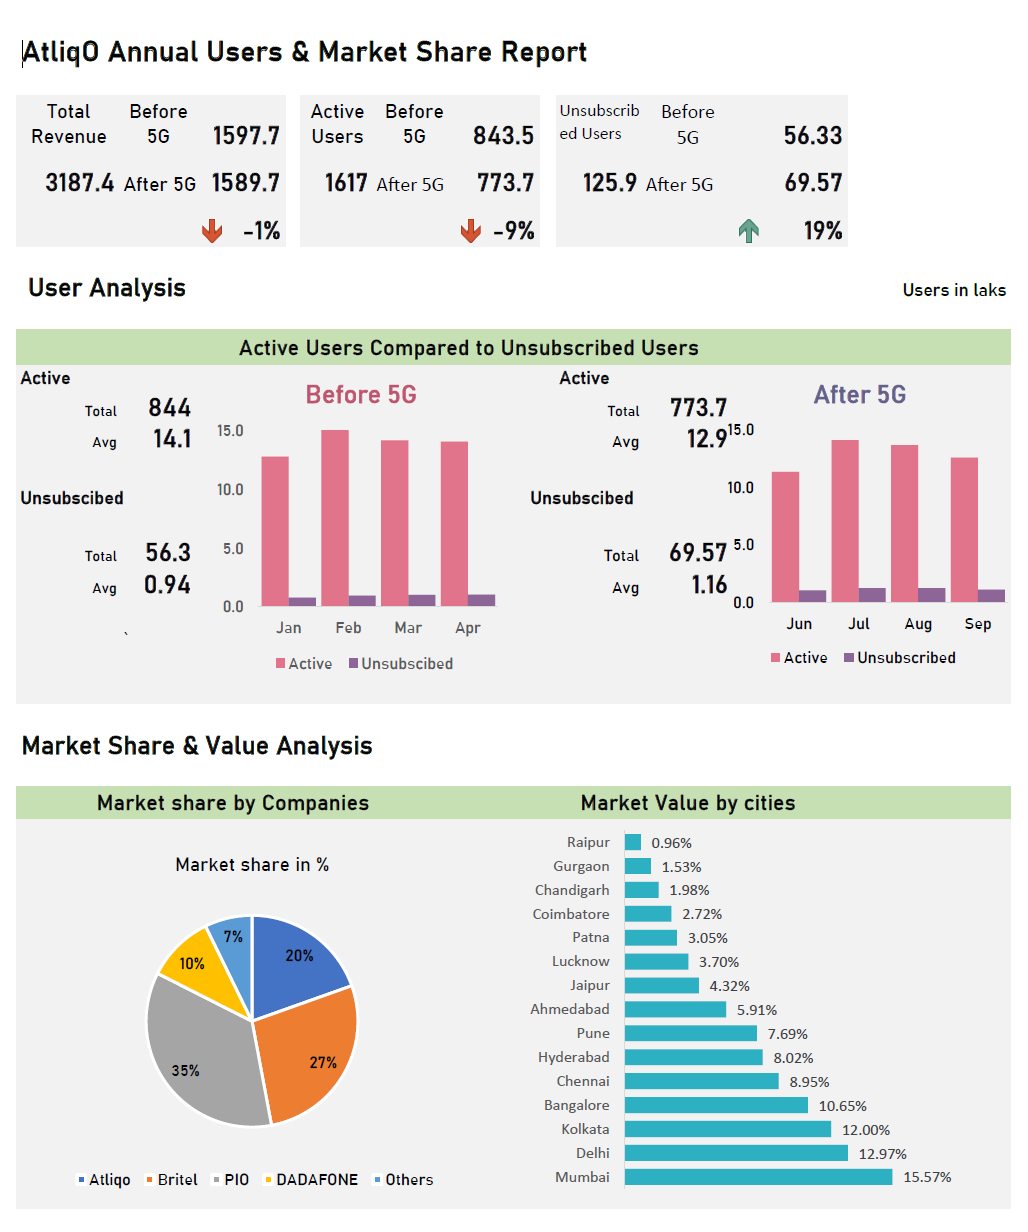 AtliqO Annual Users & Market Share Report
Total Revenue Before 5G 1597.7
3187.4 After 5G 1589.7
-1%
Active Users Before 5G 843.5
1617 After 5G 773.7
-9%
Unsubscrib
ed Users Before 5G 56.33
125.9 After 5G 69.57
19%
User Analysis
Users in laks
Active Users Compared to Unsubscribed Users
Active
Total 844
Avg 14.1
Unsubscibed
Total 56.3
Avg 0.94
`
Before 5G
15.0
10.0
5.0
0.0
Jan Feb Mar Apr
Active Unsubscibed
Active
Total 773.7
Avg 12.9
Unsubscibed
Total 69.57
Avg 1.16
After 5G
15.0
10.0
5.0
0.0
Jun Jul Aug Sep
Active Unsubscribed
Market Share & Value Analysis
Market share by Companies
Market share in %
20%
27%
35%
10%
7%
Atliqo Britel PIO DADAFONE Others
Market Value by cities
Raipur 0.96%
Gurgaon 1.53%
Chandigarh 1.98%
Coimbatore 2.72%
Patna 3.05%
Lucknow 3.70%
Jaipur 4.32%
Ahmedabad 5.91%
Pune 7.69%
Hyderabad 8.02%
Chennai 8.95%
Bangalore 10.65%
Kolkata 12.00%
Delhi 12.97%
Mumbai 15.57%